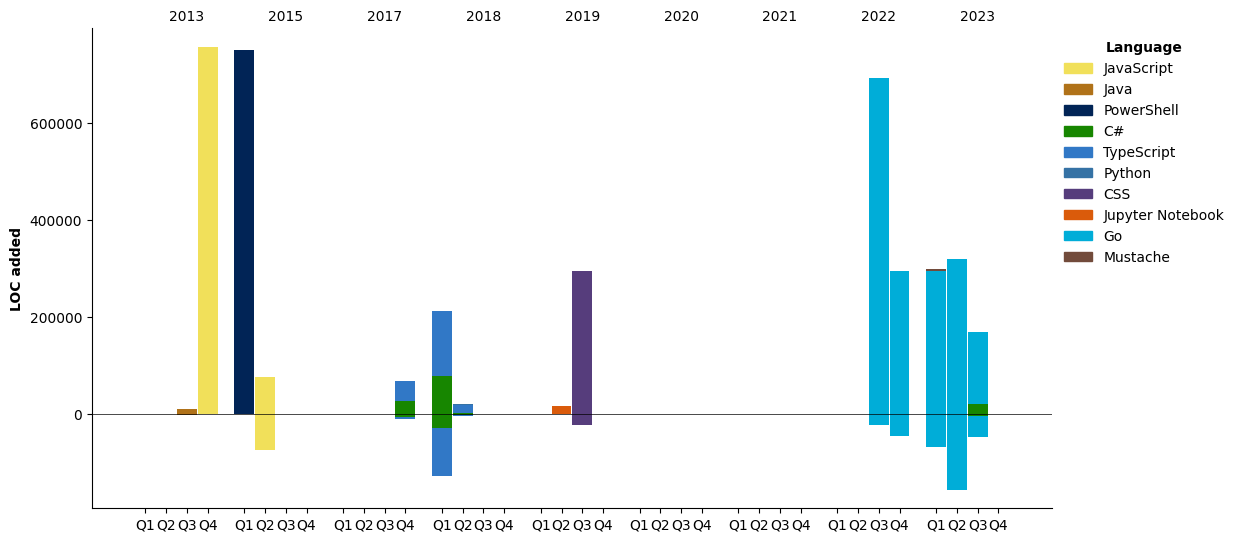 2013 2015 2017 2018 2019 2020 2021 2022 2023
Language
JavaScript
Java
PowerShell
C#
TypeScript
Python
CSS
Jupyter Notebook
Go
Mustache
LOC added
600000
400000
200000
0
Q1 Q2 Q3 Q4 Q1 Q2 Q3 Q4 Q1 Q2 Q3 Q4 Q1 Q2 Q3 Q4 Q1 Q2 Q3 Q4 Q1 Q2 Q3 Q4 Q1 Q2 Q3 Q4 Q1 Q2 Q3 Q4 Q1 Q2 Q3 Q4